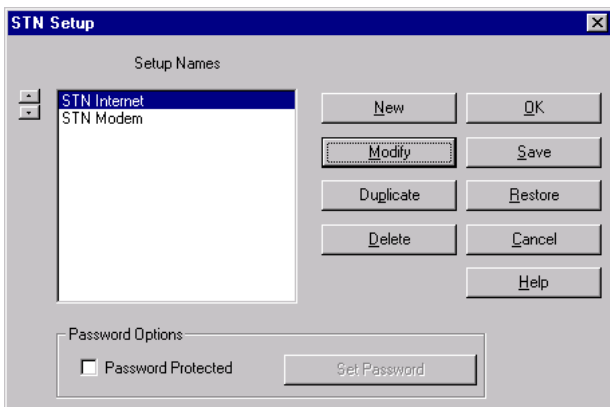 STN Setup
Setup Names
STN Internet
STN Modem
New
OK
Modify
Save
Duplicate
Restore
Delete
Cancel
Help
Password Options
Password Protected
Set Password